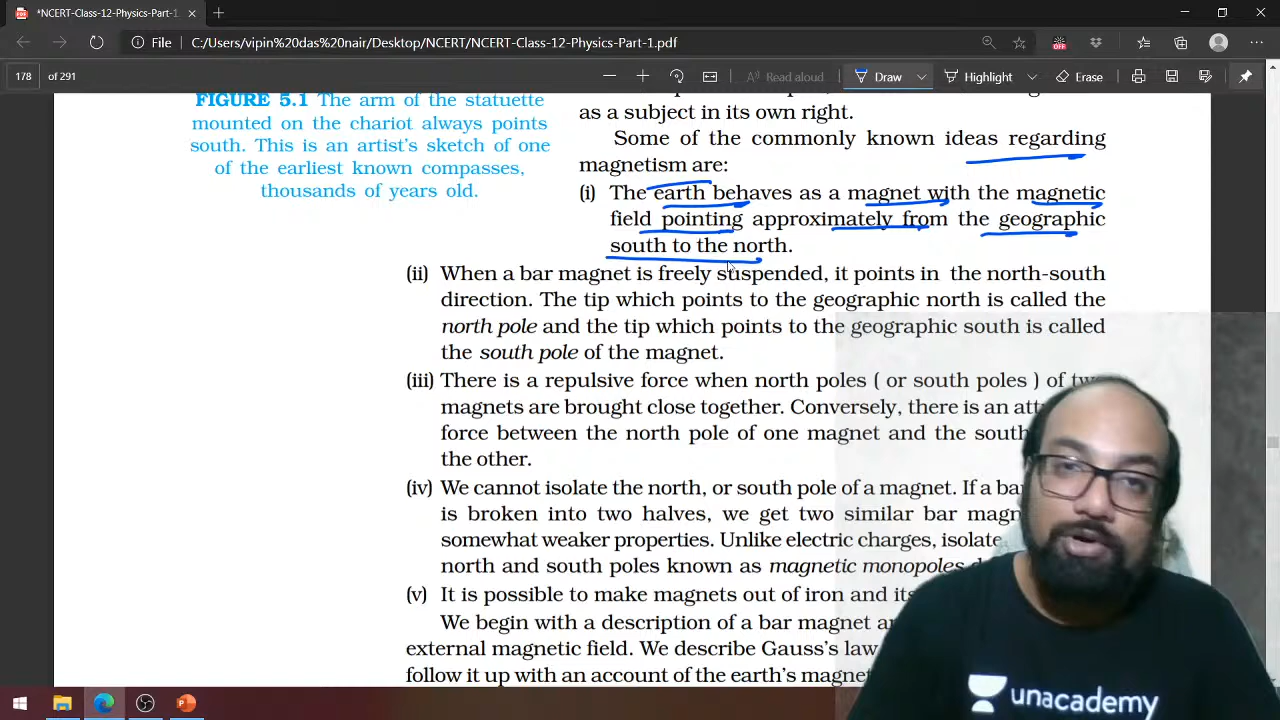 *NCERT-Class-12-Physics-Part-1.
File C:/Users/vipin%20das%20nair/Desktop/NCERT/NCERT-Class-12-Physics-Part-1.pdf
178 of 291 Read aloud Draw Highlight Erase
FIGURE 5.1 The arm of the statuette
mounted on the chariot always points
south. This is an artist's sketch of one
of the earliest known compasses,
thousands of years old.
as a subject in its own right.
Some of the commonly known ideas regarding
magnetism are:
(i) The earth behaves as a magnet with the magnetic
field pointing approximately from the geographic
south to the north.
(ii) When a bar magnet is freely suspended, it points in the north-south
direction. The tip which points to the geographic north is called the
north pole and the tip which points to the geographic south is called
the south pole of the magnet.
(iii) There is a repulsive force when north poles ( or south poles ) of two
magnets are brought close together. Conversely, there is an
force between the north pole of one magnet and the south
the other.
(iv) We cannot isolate the north, or south pole of a magnet. If a
is broken into two halves, we get two similar bar
somewhat weaker properties. Unlike electric charges,
north and south poles known as magnetic monopoles
(v) It is possible to make magnets out of iron and
We begin with a description of a bar magnet
external magnetic field. We describe Gauss's law
follow it up with an account of the earth's
unacademy